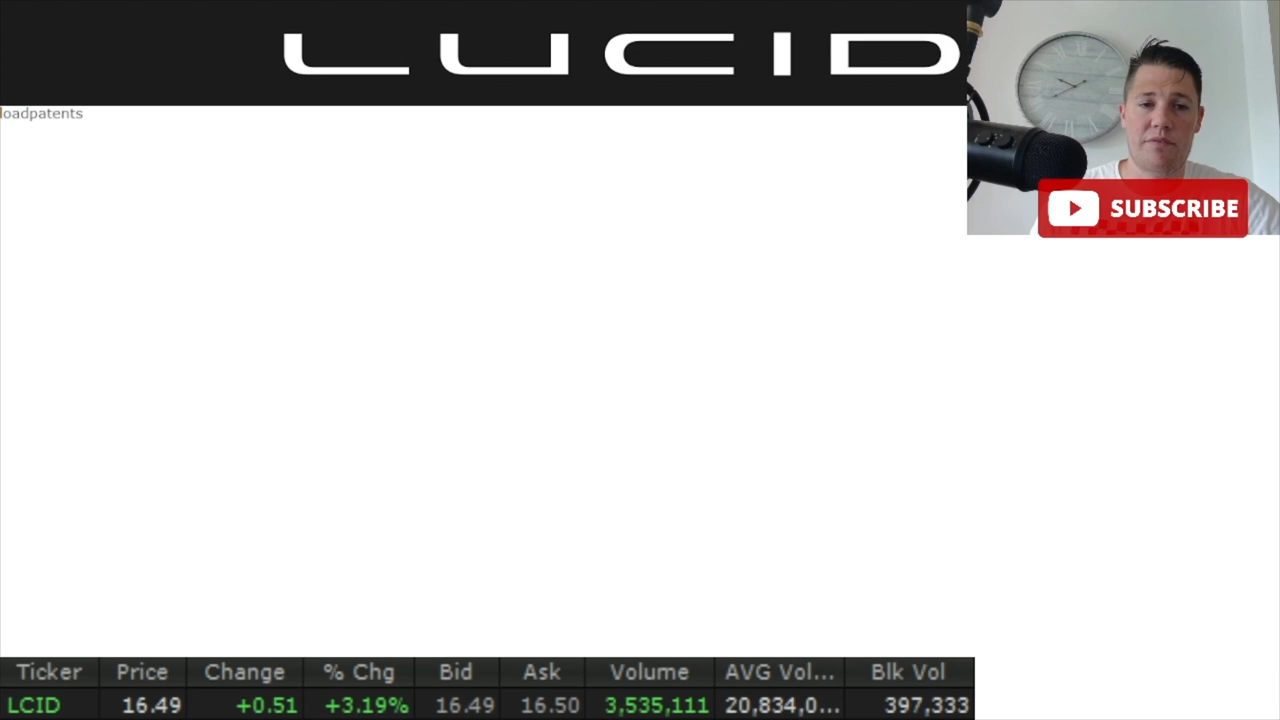 LUCID
loadpatents
SUBSCRIBE
Ticker Price Change % Chg Bid Ask Volume AVG Vol... Blk Vol
LCID 16.49 +0.51 +3.19% 16.49 16.50 3,535,111 20,834,0... 397,333